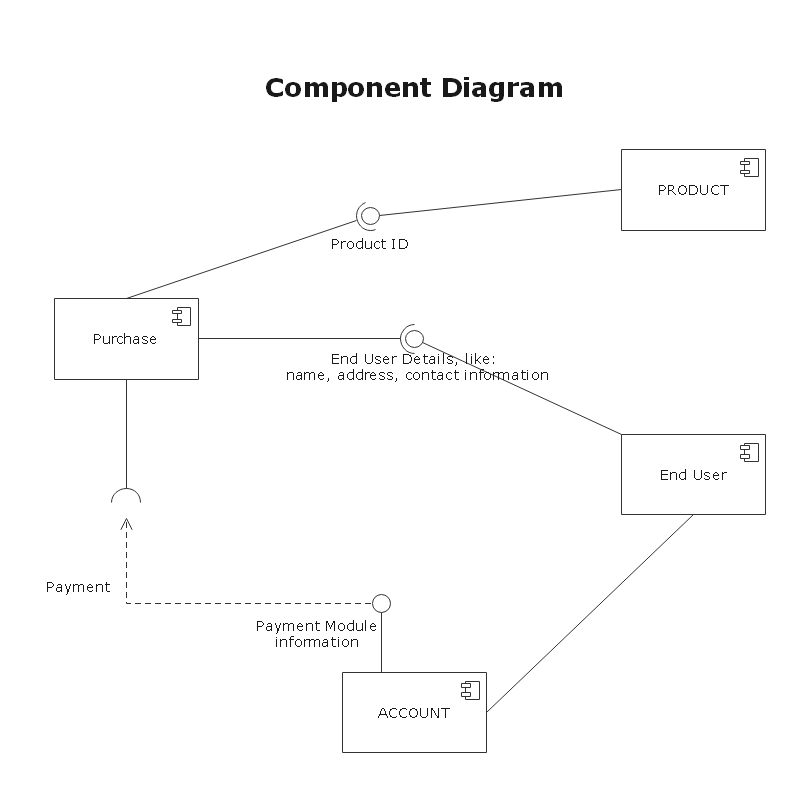 Component Diagram
PRODUCT
Product ID
Purchase
End User Details, like:
name, address, contact information
End User
Payment
Payment Module
information
ACCOUNT